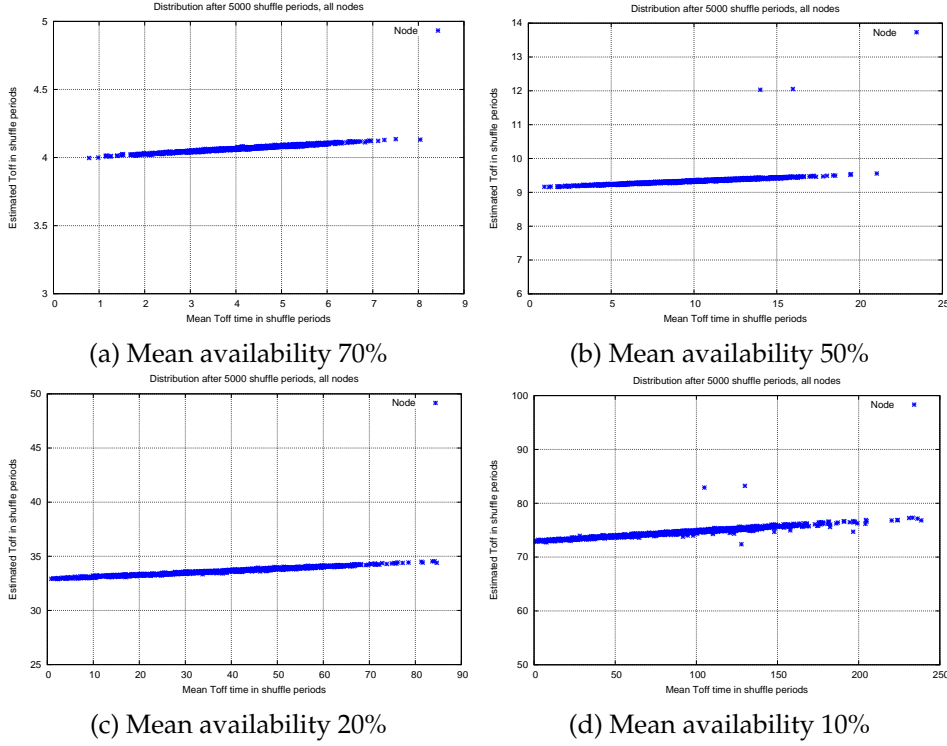 Distribution after 5000 shuffle periods, all nodes
Node
5
4.5
4
3.5
3
Estimated Toff in shuffle periods
0 1 2 3 4 5 6 7 8 9
Mean Toff time in shuffle periods
(a) Mean availability 70%
Distribution after 5000 shuffle periods, all nodes
Node
14
13
12
11
10
9
8
7
6
Estimated Toff in shuffle periods
0 5 10 15 20 25
Mean Toff time in shuffle periods
(b) Mean availability 50%
Distribution after 5000 shuffle periods, all nodes
Node
50
45
40
35
30
25
Estimated Toff in shuffle periods
0 10 20 30 40 50 60 70 80 90
Mean Toff time in shuffle periods
(c) Mean availability 20%
Distribution after 5000 shuffle periods, all nodes
Node
100
90
80
70
60
50
Estimated Toff in shuffle periods
0 50 100 150 200 250
Mean Toff time in shuffle periods
(d) Mean availability 10%